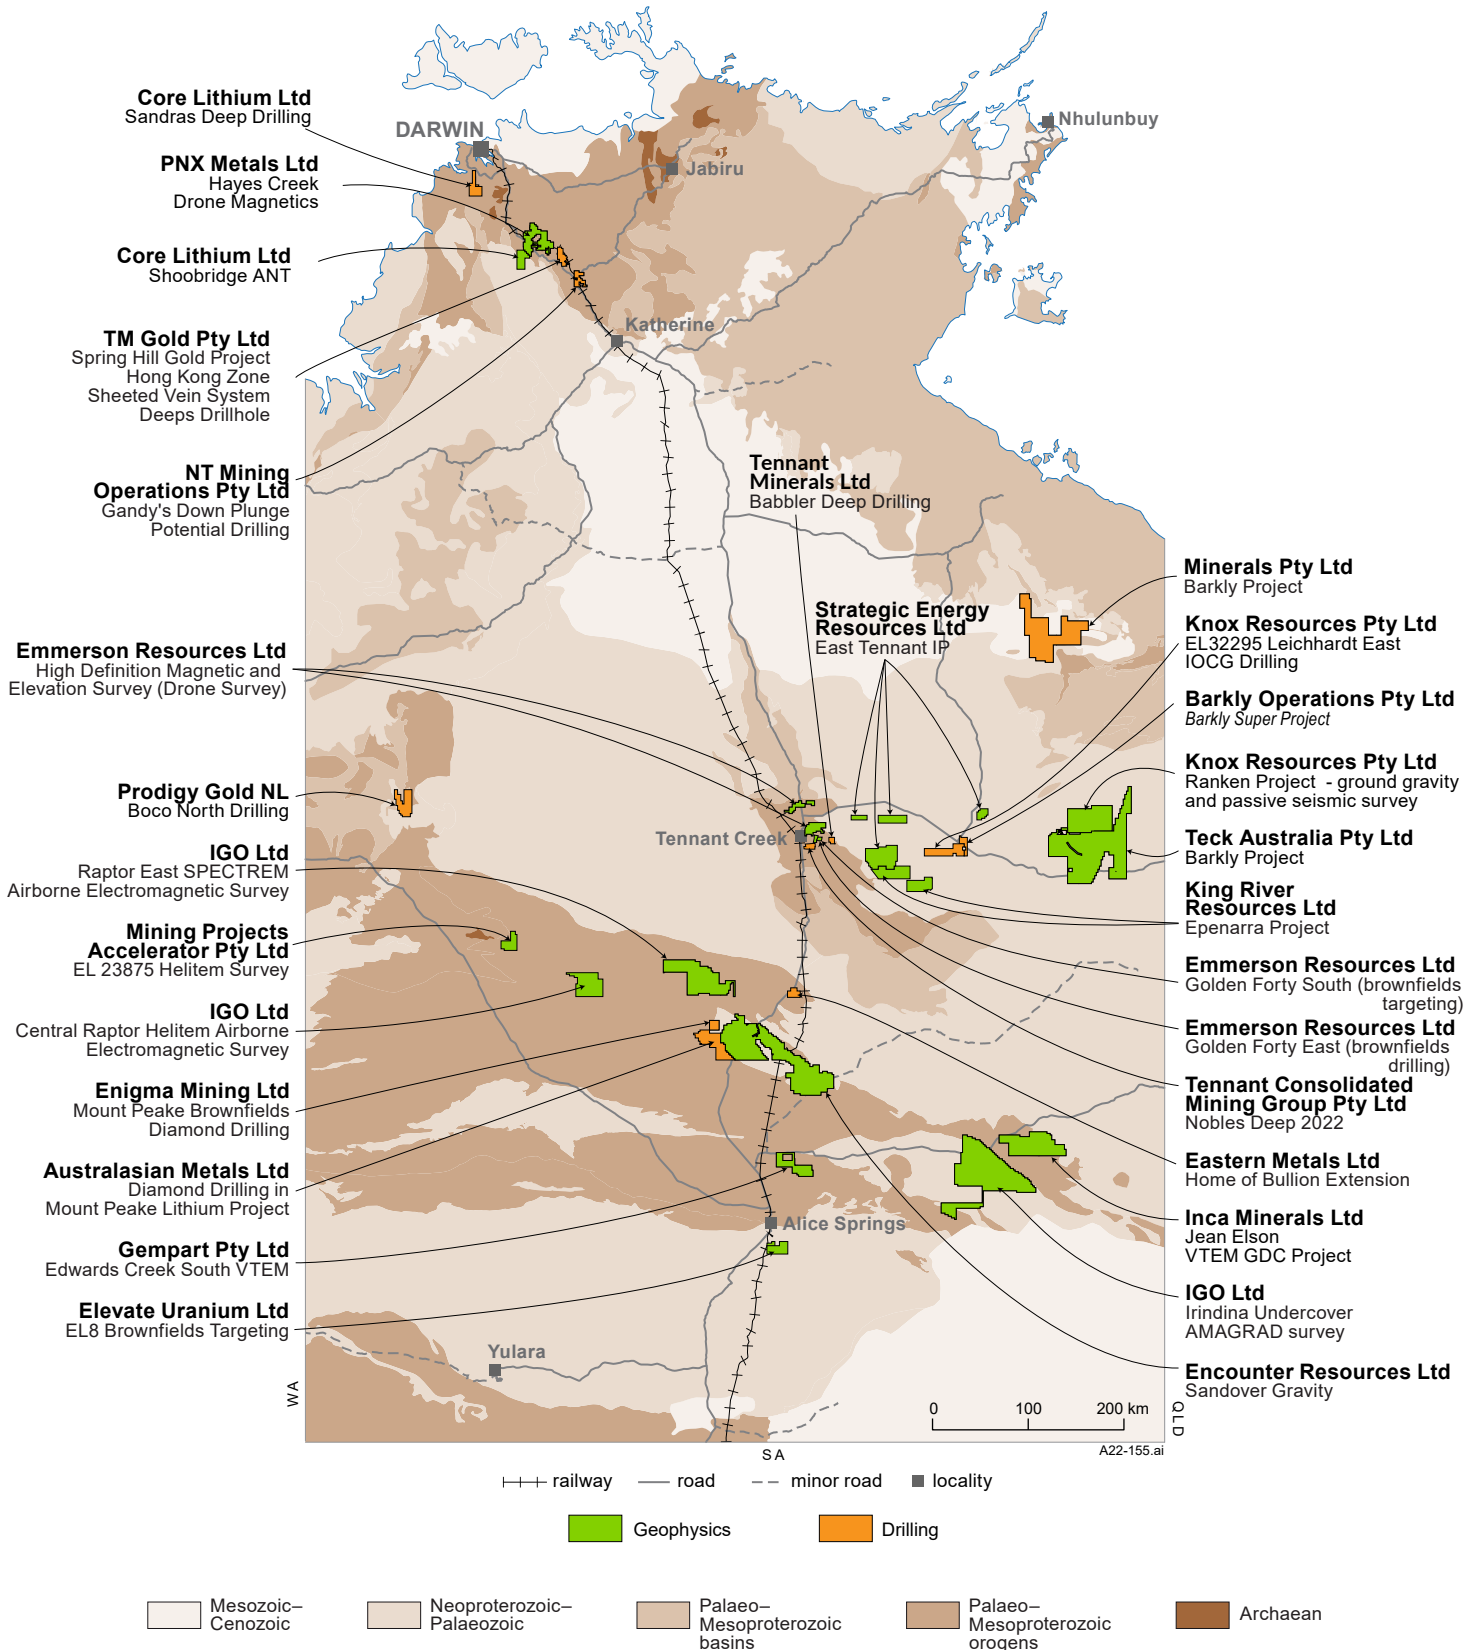 Core Lithium Ltd
Sandras Deep Drilling
DARWIN
Nhulunbuy
PNX Metals Ltd
Hayes Creek
Drone Magnetics
Jabiru
Core Lithium Ltd
Shoobridge ANT
Katherine
TM Gold Pty Ltd
Spring Hill Gold Project
Hong Kong Zone
Sheeted Vein System
Deeps Drillhole
NT Mining
Operations Pty Ltd
Gandy's Down Plunge
Potential Drilling
Tennant
Minerals Ltd
Babbler Deep Drilling
Strategic Energy
Resources Ltd
East Tennant IP
Minerals Pty Ltd
Barkly Project
Knox Resources Pty Ltd
EL32295 Leichhardt East
IOCG Drilling
Barkly Operations Pty Ltd
Barkly Super Project
Knox Resources Pty Ltd
Ranken Project - ground gravity
and passive seismic survey
Teck Australia Pty Ltd
Barkly Project
King River
Resources Ltd
Epenarra Project
Emmerson Resources Ltd
Golden Forty South (brownfields
targeting)
Emmerson Resources Ltd
Golden Forty East (brownfields
drilling)
Tennant Consolidated
Mining Group Pty Ltd
Nobles Deep 2022
Eastern Metals Ltd
Home of Bullion Extension
Inca Minerals Ltd
Jean Elson
VTEM GDC Project
IGO Ltd
Irindina Undercover
AMAGRAD survey
Encounter Resources Ltd
Sandover Gravity
Emmerson Resources Ltd
High Definition Magnetic and
Elevation Survey (Drone Survey)
Prodigy Gold NL
Boco North Drilling
Tennant Creek
IGO Ltd
Raptor East SPECTREM
Airborne Electromagnetic Survey
Mining Projects
Accelerator Pty Ltd
EL 23875 Helitem Survey
IGO Ltd
Central Raptor Helitem Airborne
Electromagnetic Survey
Enigma Mining Ltd
Mount Peake Brownfields
Diamond Drilling
Australasian Metals Ltd
Diamond Drilling in
Mount Peake Lithium Project
Alice Springs
Gempart Pty Ltd
Edwards Creek South VTEM
Elevate Uranium Ltd
EL8 Brownfields Targeting
Yulara
WA
SA
QLD
0 100 200 km
A22-155.ai
railway road minor road locality
Geophysics Drilling
Mesozoic–
Cenozoic
Neoproterozoic–
Palaeozoic
Palaeo–
Mesoproterozoic
basins
Palaeo–
Mesoproterozoic
orogens
Archaean